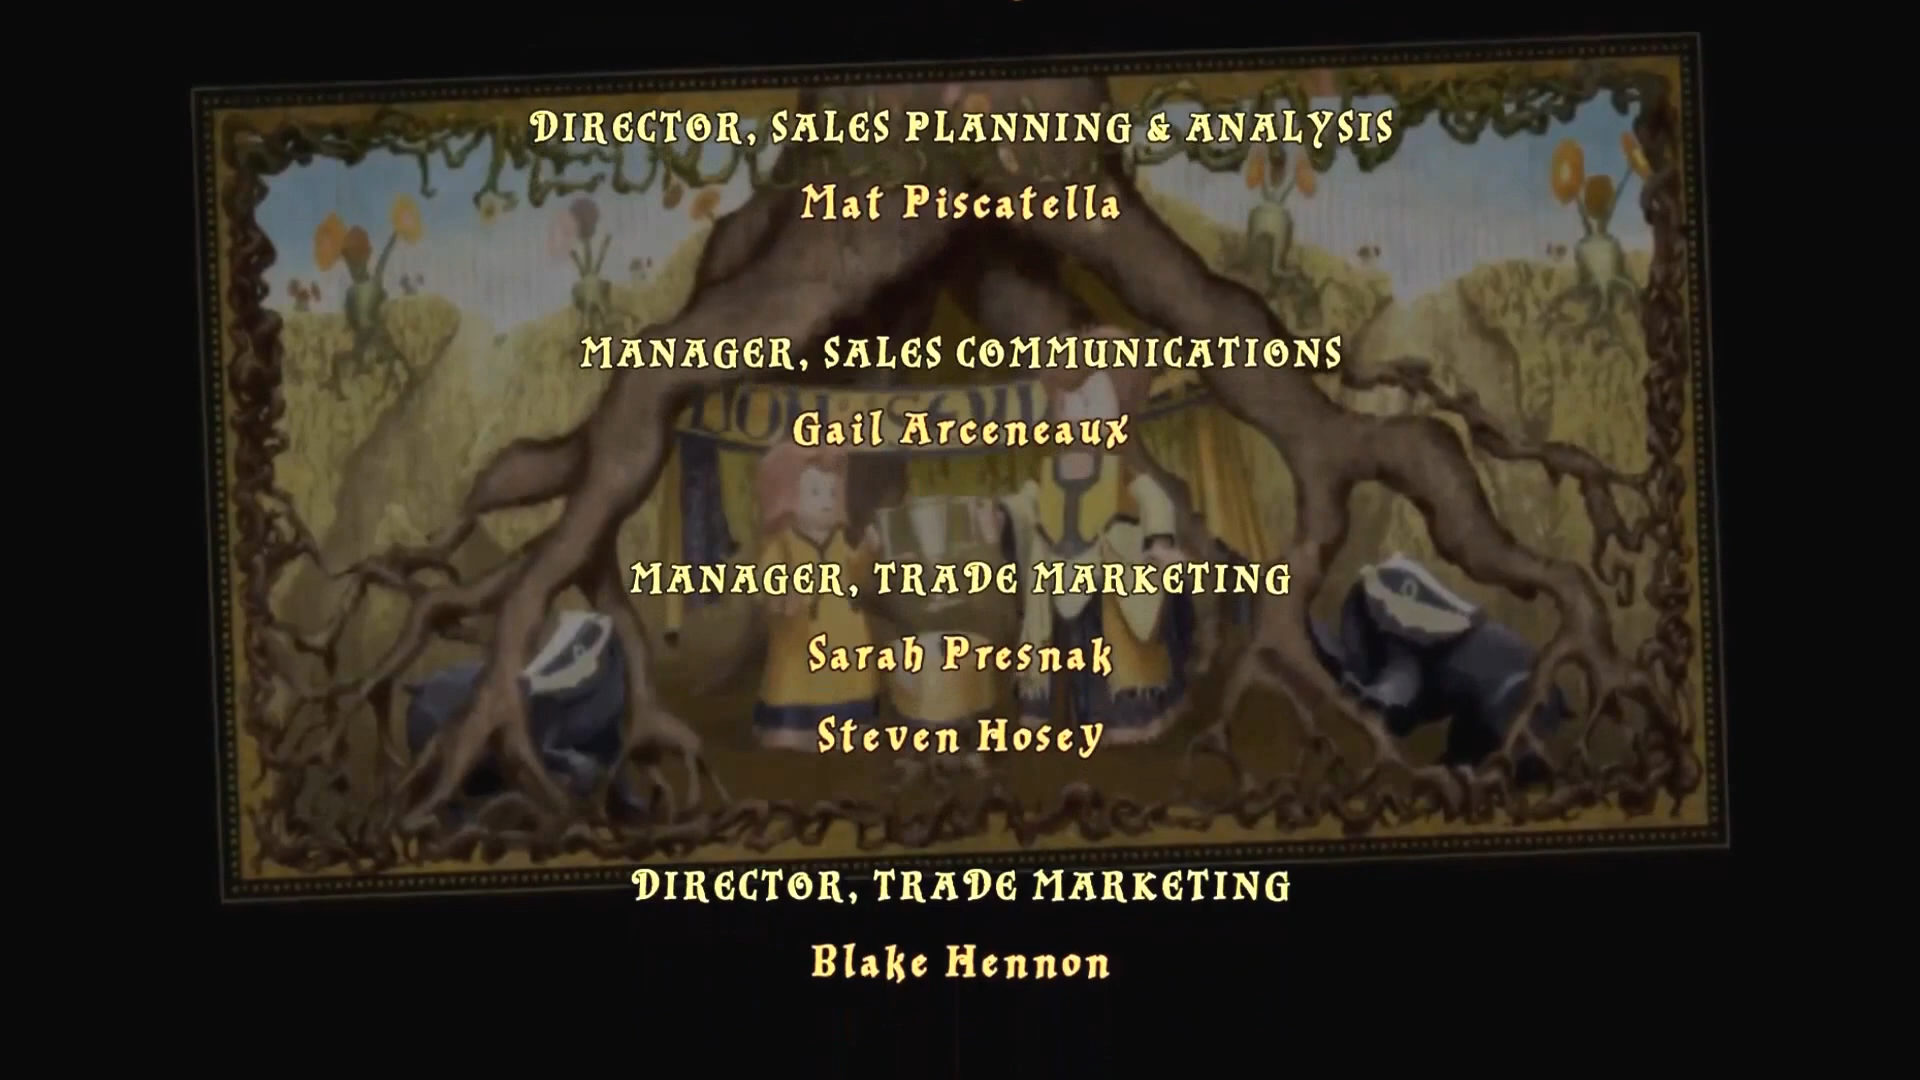 DIRECTOR, SALES PLANNING & ANALYSIS
Mat Piscatella
MANAGER, SALES COMMUNICATIONS
Gail Arceneaux
MANAGER, TRADE MARKETING
Sarah Presnak
Steven Hosey
DIRECTOR, TRADE MARKETING
Blake Hennon